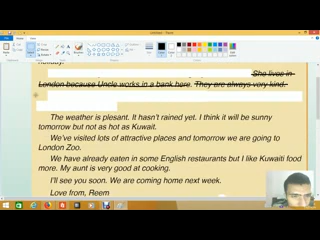 Untitled - Paint
She lives in
London because Uncle works in a bank here. They are always very kind.
The weather is plesant. It hasn't rained yet. I think it will be sunny
tomorrow but not as hot as Kuwait.
We've visited lots of attractive places and tomorrow we are going to
London Zoo.
We have already eaten in some English restaurants but I like Kuwaiti food
more. My aunt is very good at cooking.
I'll see you soon. We are coming home next week.
Love from, Reem